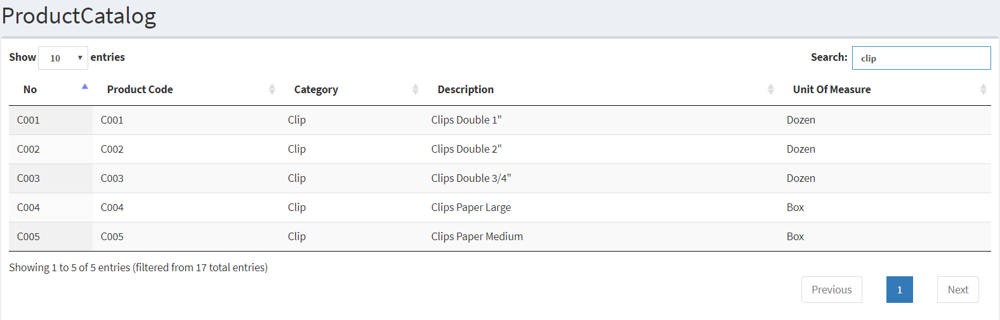 ProductCatalog
Show 10 entries Search: clip
No Product Code Category Description Unit Of Measure
C001 C001 Clip Clips Double 1" Dozen
C002 C002 Clip Clips Double 2" Dozen
C003 C003 Clip Clips Double 3/4" Dozen
C004 C004 Clip Clips Paper Large Box
C005 C005 Clip Clips Paper Medium Box
Showing 1 to 5 of 5 entries (filtered from 17 total entries)
Previous 1 Next